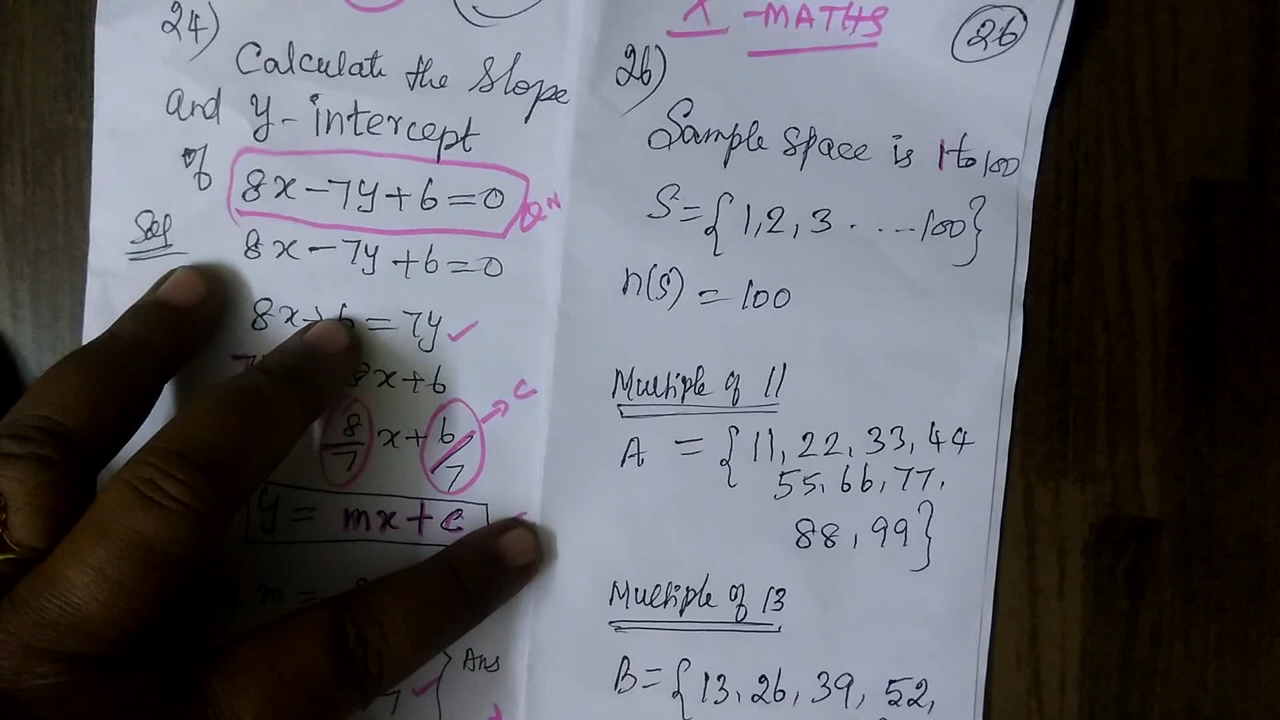 24)
Calculate the slope
and y-intercept
of 8x-7y+6=0 QN
Sol
8x-7y+6=0
8x+6=7y
8x+6
8/7 x+6/7 → C
y = mx+c
m =
Ans
X -MATHS
26
26)
Sample space is 1 to 100
S={1,2,3.....100}
n(S) = 100
Multiple of 11
A = {11,22,33,44
55,66,77,
88,99}
Multiple of 13
B={13,26,39,52,